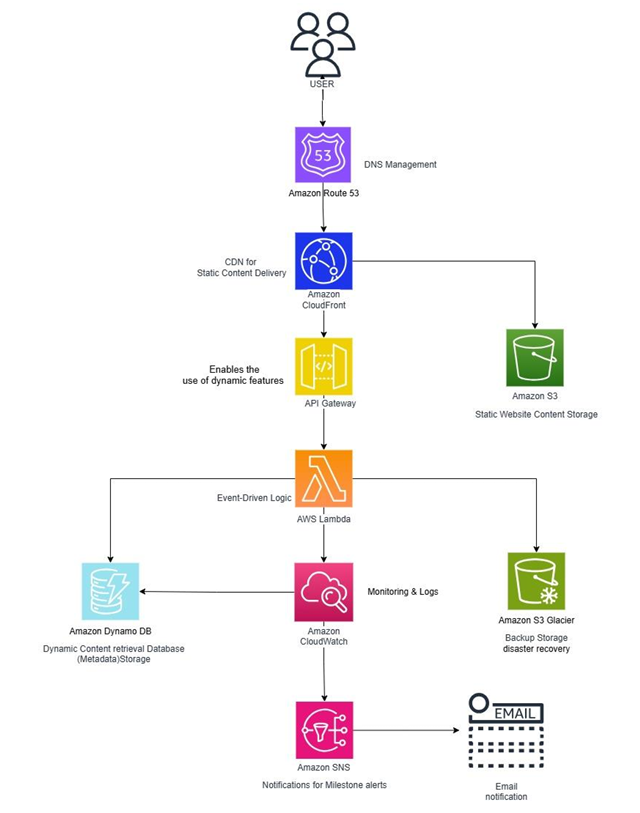 USER
53
DNS Management
Amazon Route 53
CDN for
Static Content Delivery
Amazon
CloudFront
Enables the
use of dynamic features
</>
API Gateway
Amazon S3
Static Website Content Storage
Event-Driven Logic
AWS Lambda
Amazon Dynamo DB
Dynamic Content retrieval Database
(Metadata)Storage
Monitoring & Logs
Amazon
CloudWatch
Amazon S3 Glacier
Backup Storage
disaster recovery
Amazon SNS
Notifications for Milestone alerts
EMAIL
Email
notification